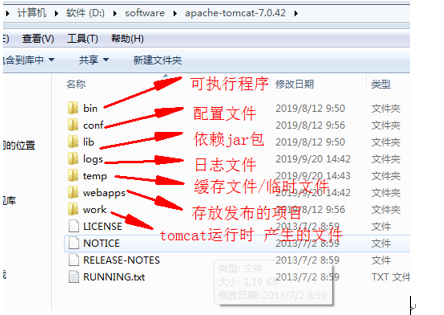 计算机 ▸ 软件 (D:) ▸ software ▸ apache-tomcat-7.0.42 ▸
查看(V) 工具(T) 帮助(H)
含到库中 共享 新建文件夹
名称 修改日期 类型
bin 可执行程序 2019/8/12 9:50 文件夹
conf 配置文件 2019/8/12 9:56 文件夹
lib 依赖jar包 2019/8/12 9:50 文件夹
logs 日志文件 2019/9/20 14:42 文件夹
temp 缓存文件/临时文件 2019/9/20 14:43 文件夹
webapps 存放发布的项目 2019/9/20 14:42 文件夹
work tomcat运行时 产生的文件 2019/8/12 9:56 文件夹
LICENSE 2013/7/2 8:59 文件
NOTICE 2013/7/2 8:59 文件
RELEASE-NOTES 2013/7/2 8:59 文件
RUNNING.txt 2013/7/2 8:59 TXT 文件
的位置
类型: 文件
大小: 1.19 KB
修改日期: 2013/7/2 8:59